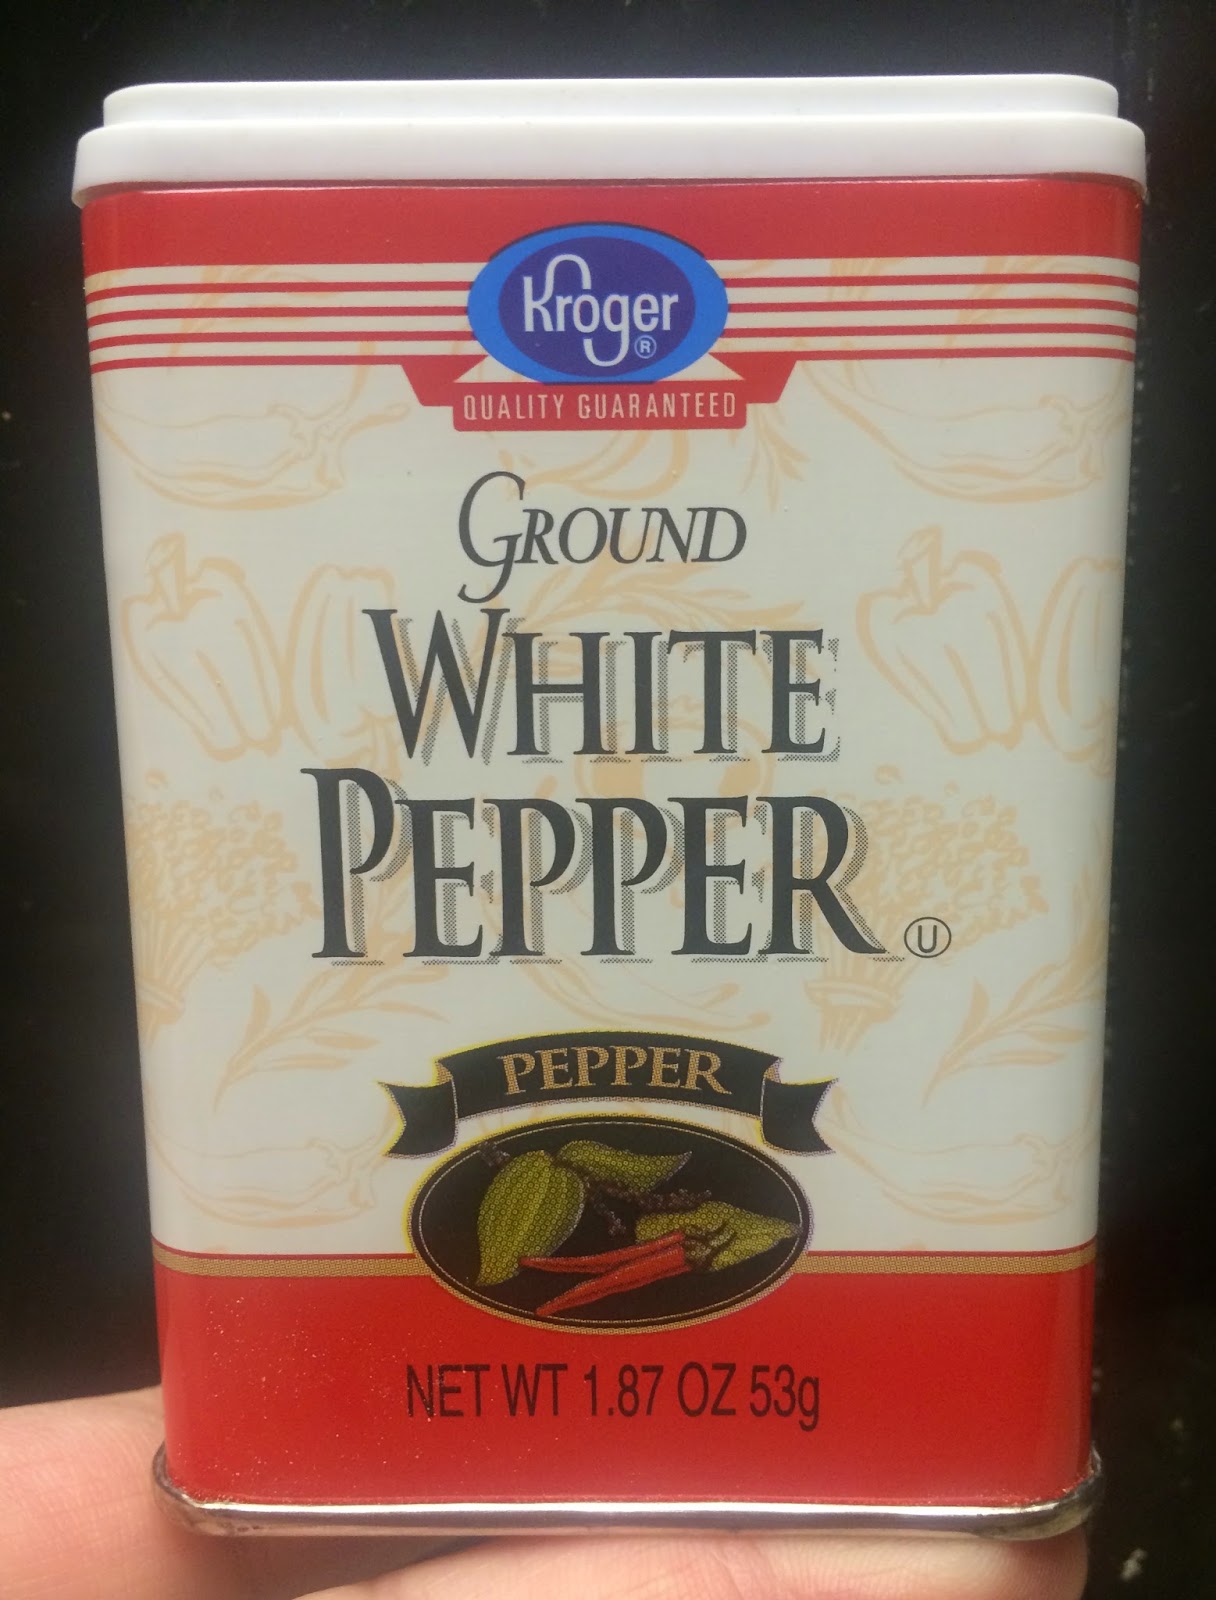 Kroger ®
QUALITY GUARANTEED
GROUND
WHITE
PEPPER Ⓤ
PEPPER
NET WT 1.87 OZ 53g